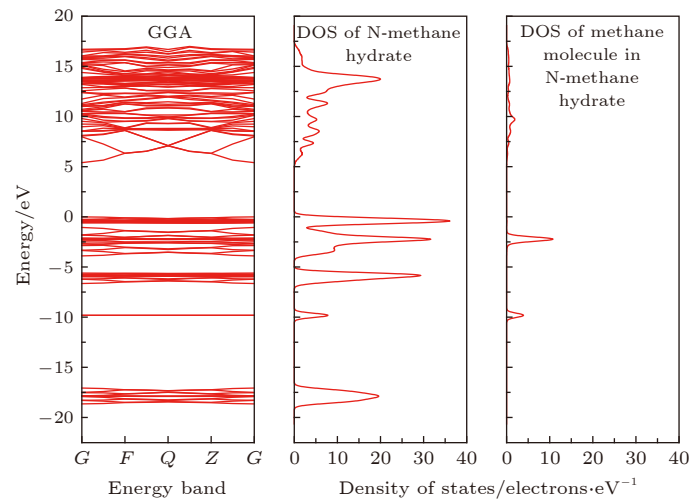 GGA
DOS of N-methane
hydrate
DOS of methane
molecule in
N-methane
hydrate
Energy/eV
20
15
10
5
0
−5
−10
−15
−20
G F Q Z G
0 10 20 30 40
0 10 20 30 40
Energy band
Density of states/electrons·eV⁻¹